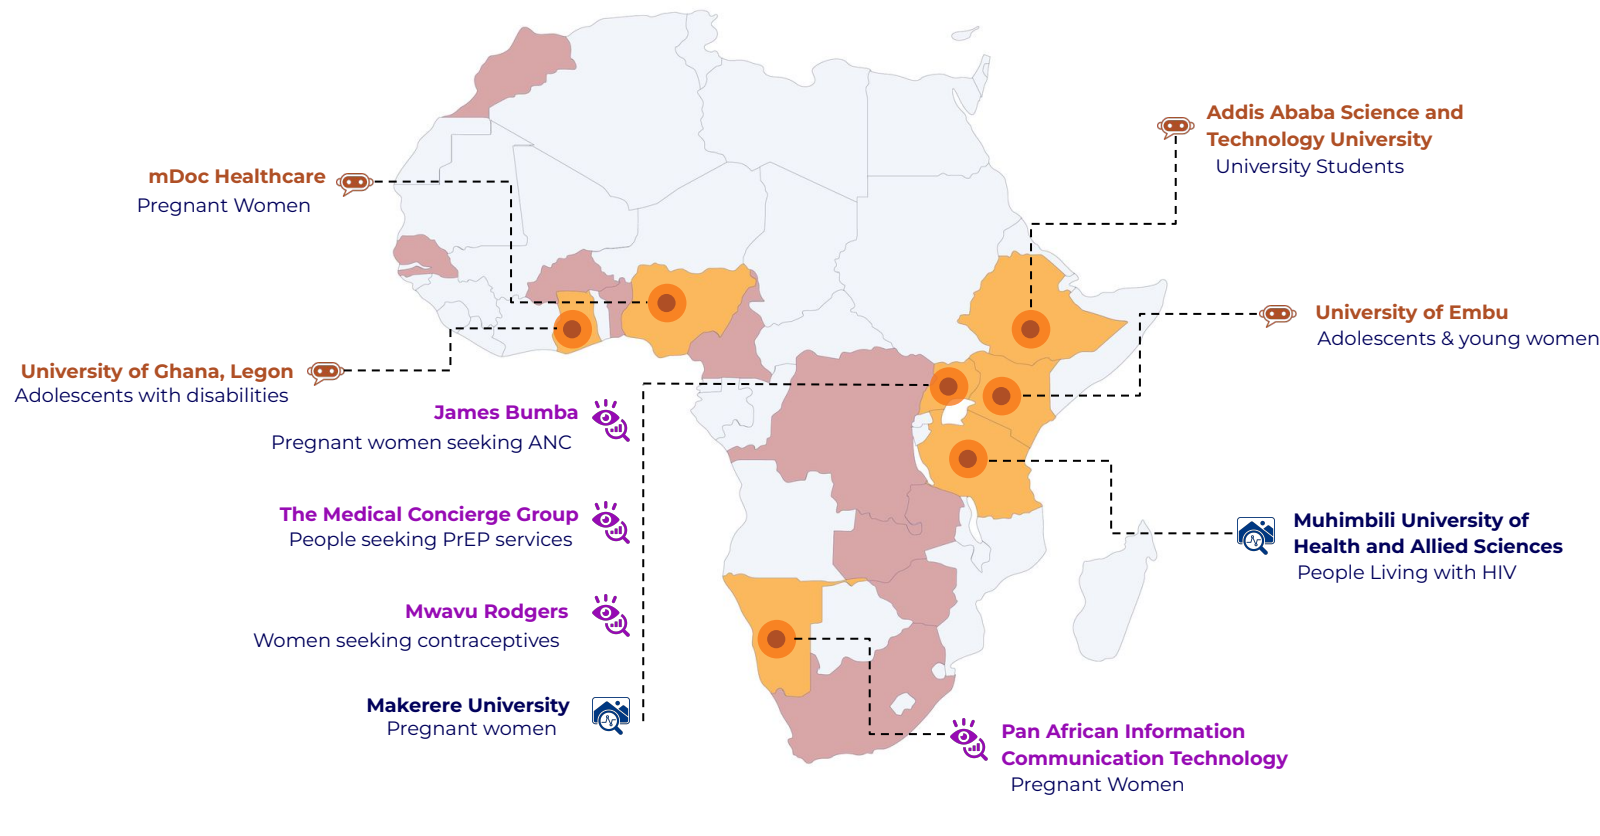 mDoc Healthcare
Pregnant Women
University of Ghana, Legon
Adolescents with disabilities
James Bumba
Pregnant women seeking ANC
The Medical Concierge Group
People seeking PrEP services
Mwavu Rodgers
Women seeking contraceptives
Makerere University
Pregnant women
Addis Ababa Science and
Technology University
University Students
University of Embu
Adolescents & young women
Muhimbili University of
Health and Allied Sciences
People Living with HIV
Pan African Information
Communication Technology
Pregnant Women